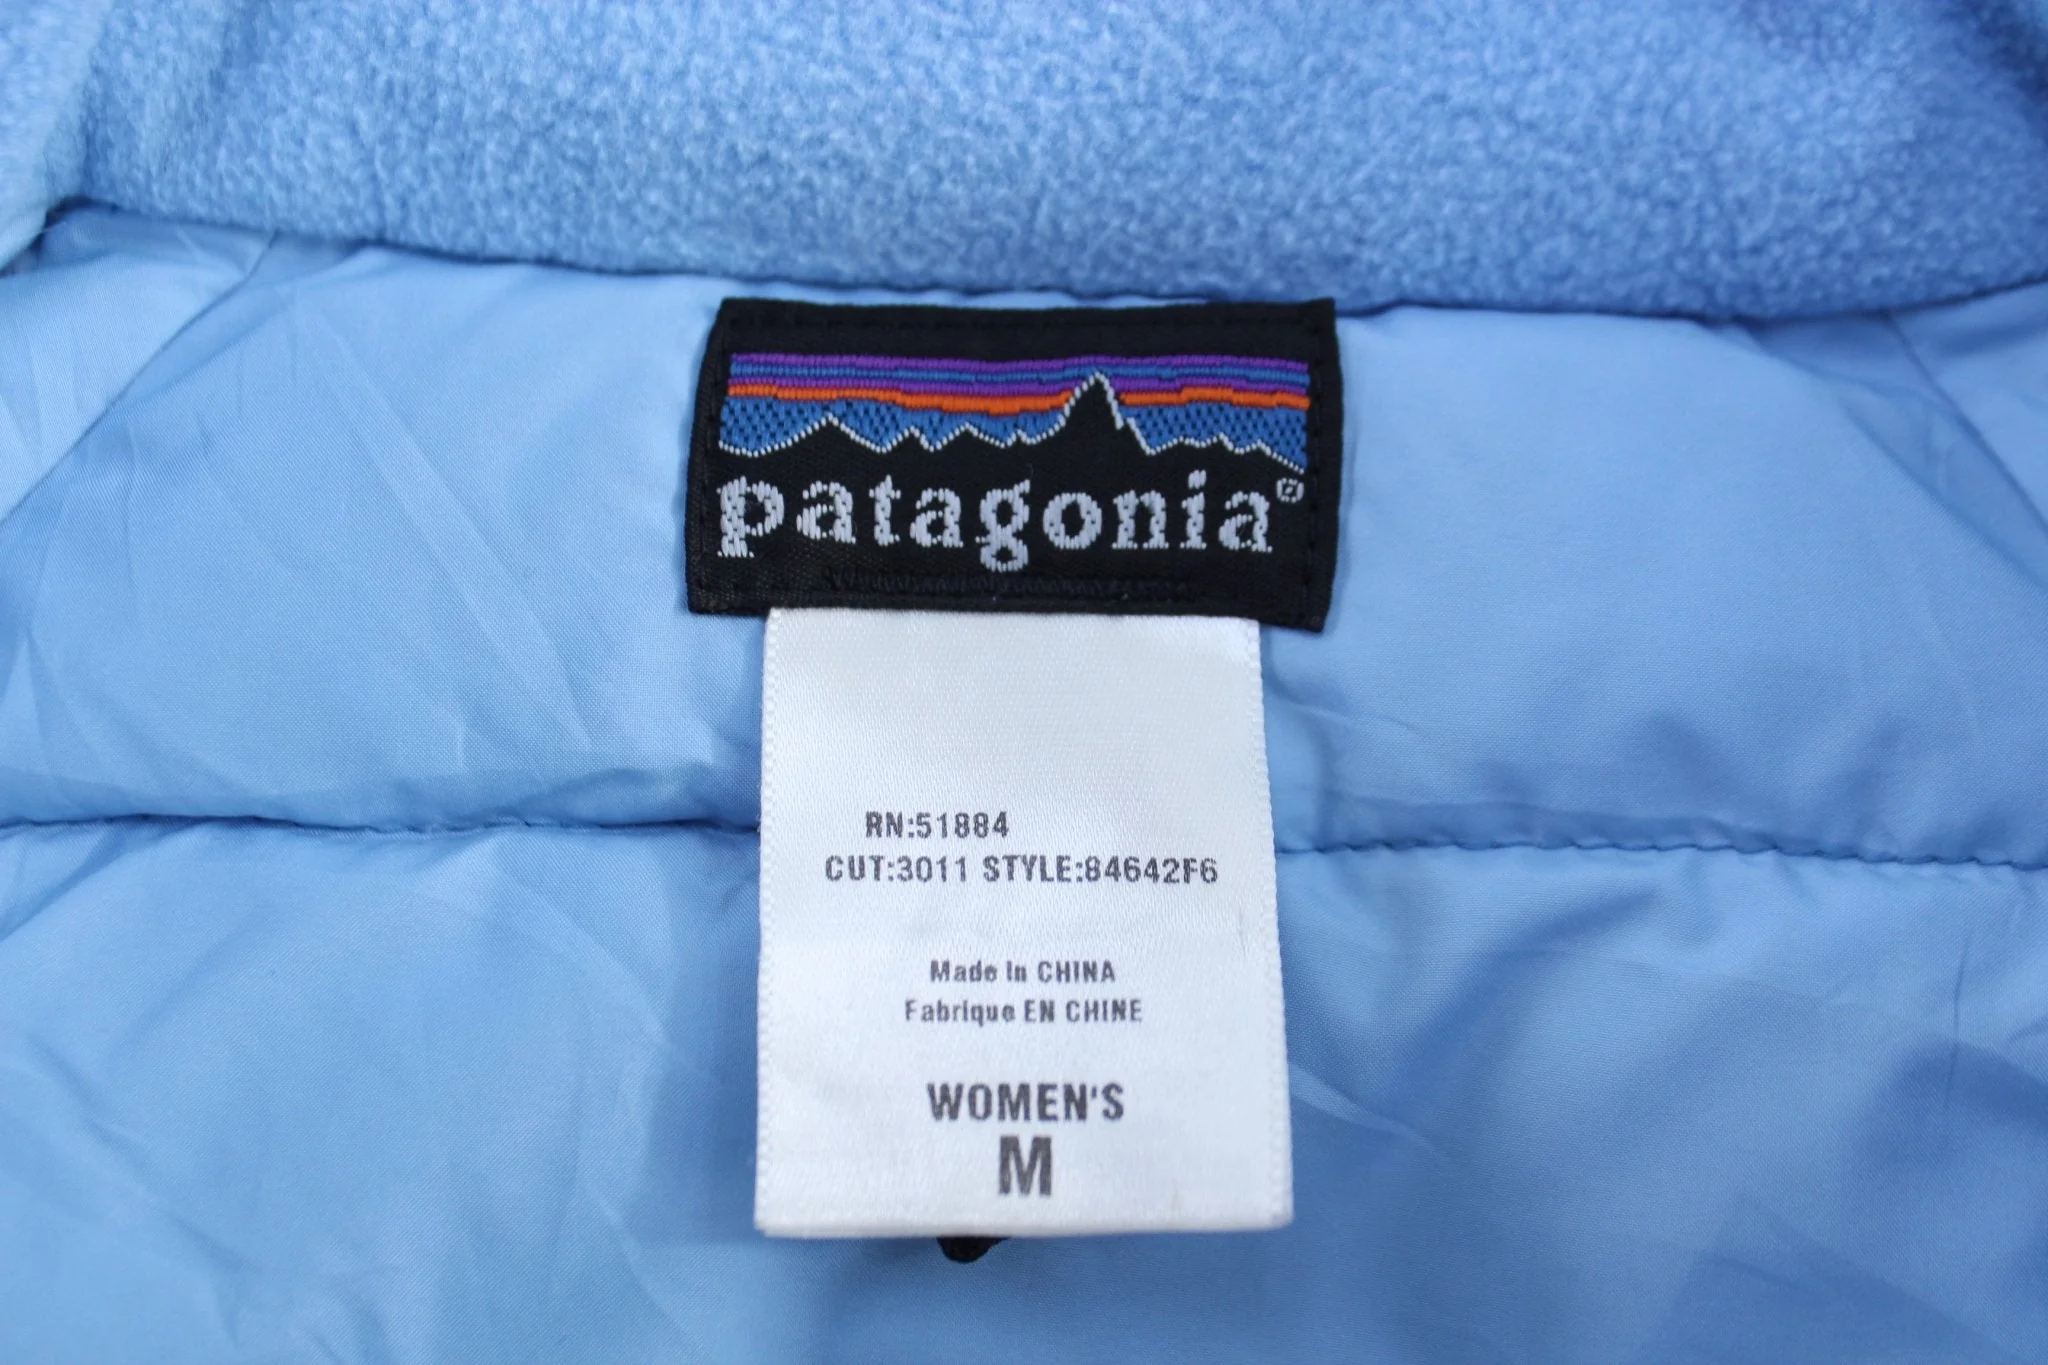 patagonia®
RN:51884
CUT:3011 STYLE:84642F6
Made In CHINA
Fabrique EN CHINE
WOMEN'S
M